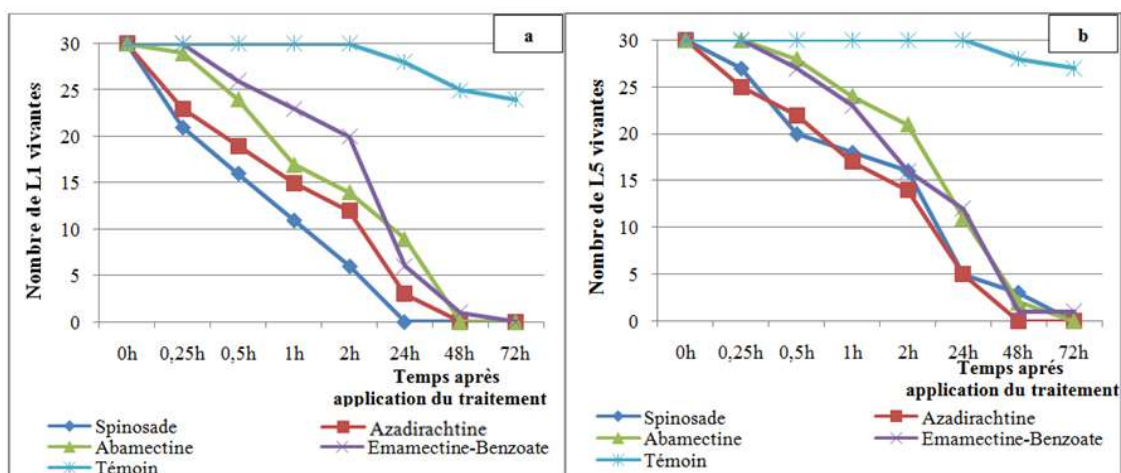 a
Nombre de L1 vivantes
30
25
20
15
10
5
0
0h 0,25h 0,5h 1h 2h 24h 48h 72h
Temps après
application du traitement
Spinosade Azadirachtine
Abamectine Emamectine-Benzoate
Témoin
b
Nombre de L5 vivantes
30
25
20
15
10
5
0
0h 0,25h 0,5h 1h 2h 24h 48h 72h
Temps aprés
application du traitement
Spinosade Azadirachtine
Abamectine Emamectine-Benzoate
Témoin